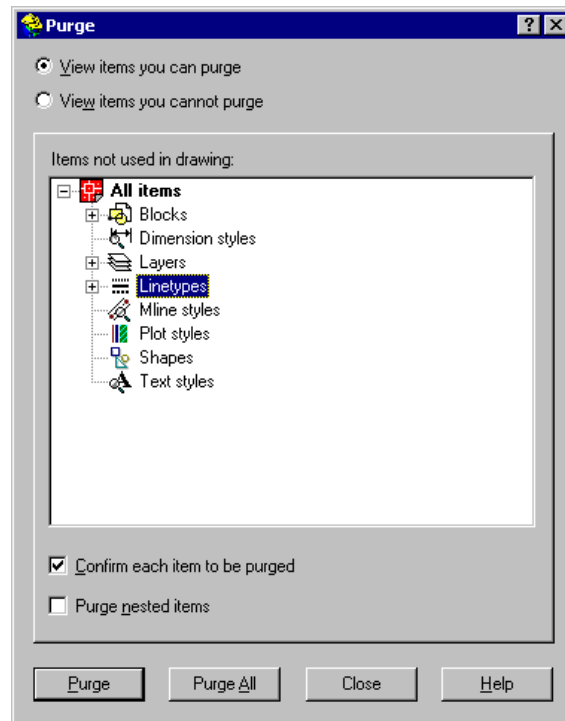 Purge
View items you can purge
View items you cannot purge
Items not used in drawing:
All items
Blocks
Dimension styles
Layers
Linetypes
Mline styles
Plot styles
Shapes
Text styles
Confirm each item to be purged
Purge nested items
Purge Purge All Close Help